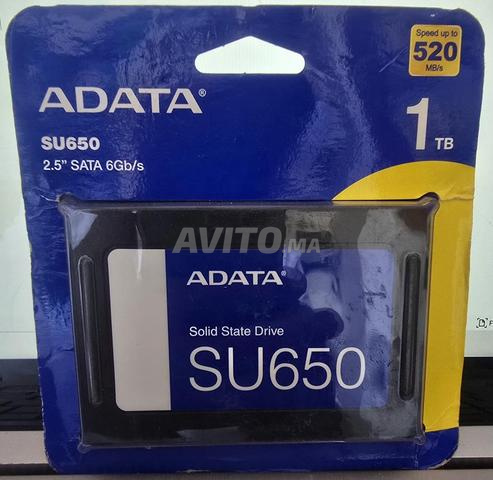 Speed up to
520
MB/s
ADATA®
1 TB
SU650
2.5" SATA 6Gb/s
AVITO.MA
ADATA®
Solid State Drive
SU650